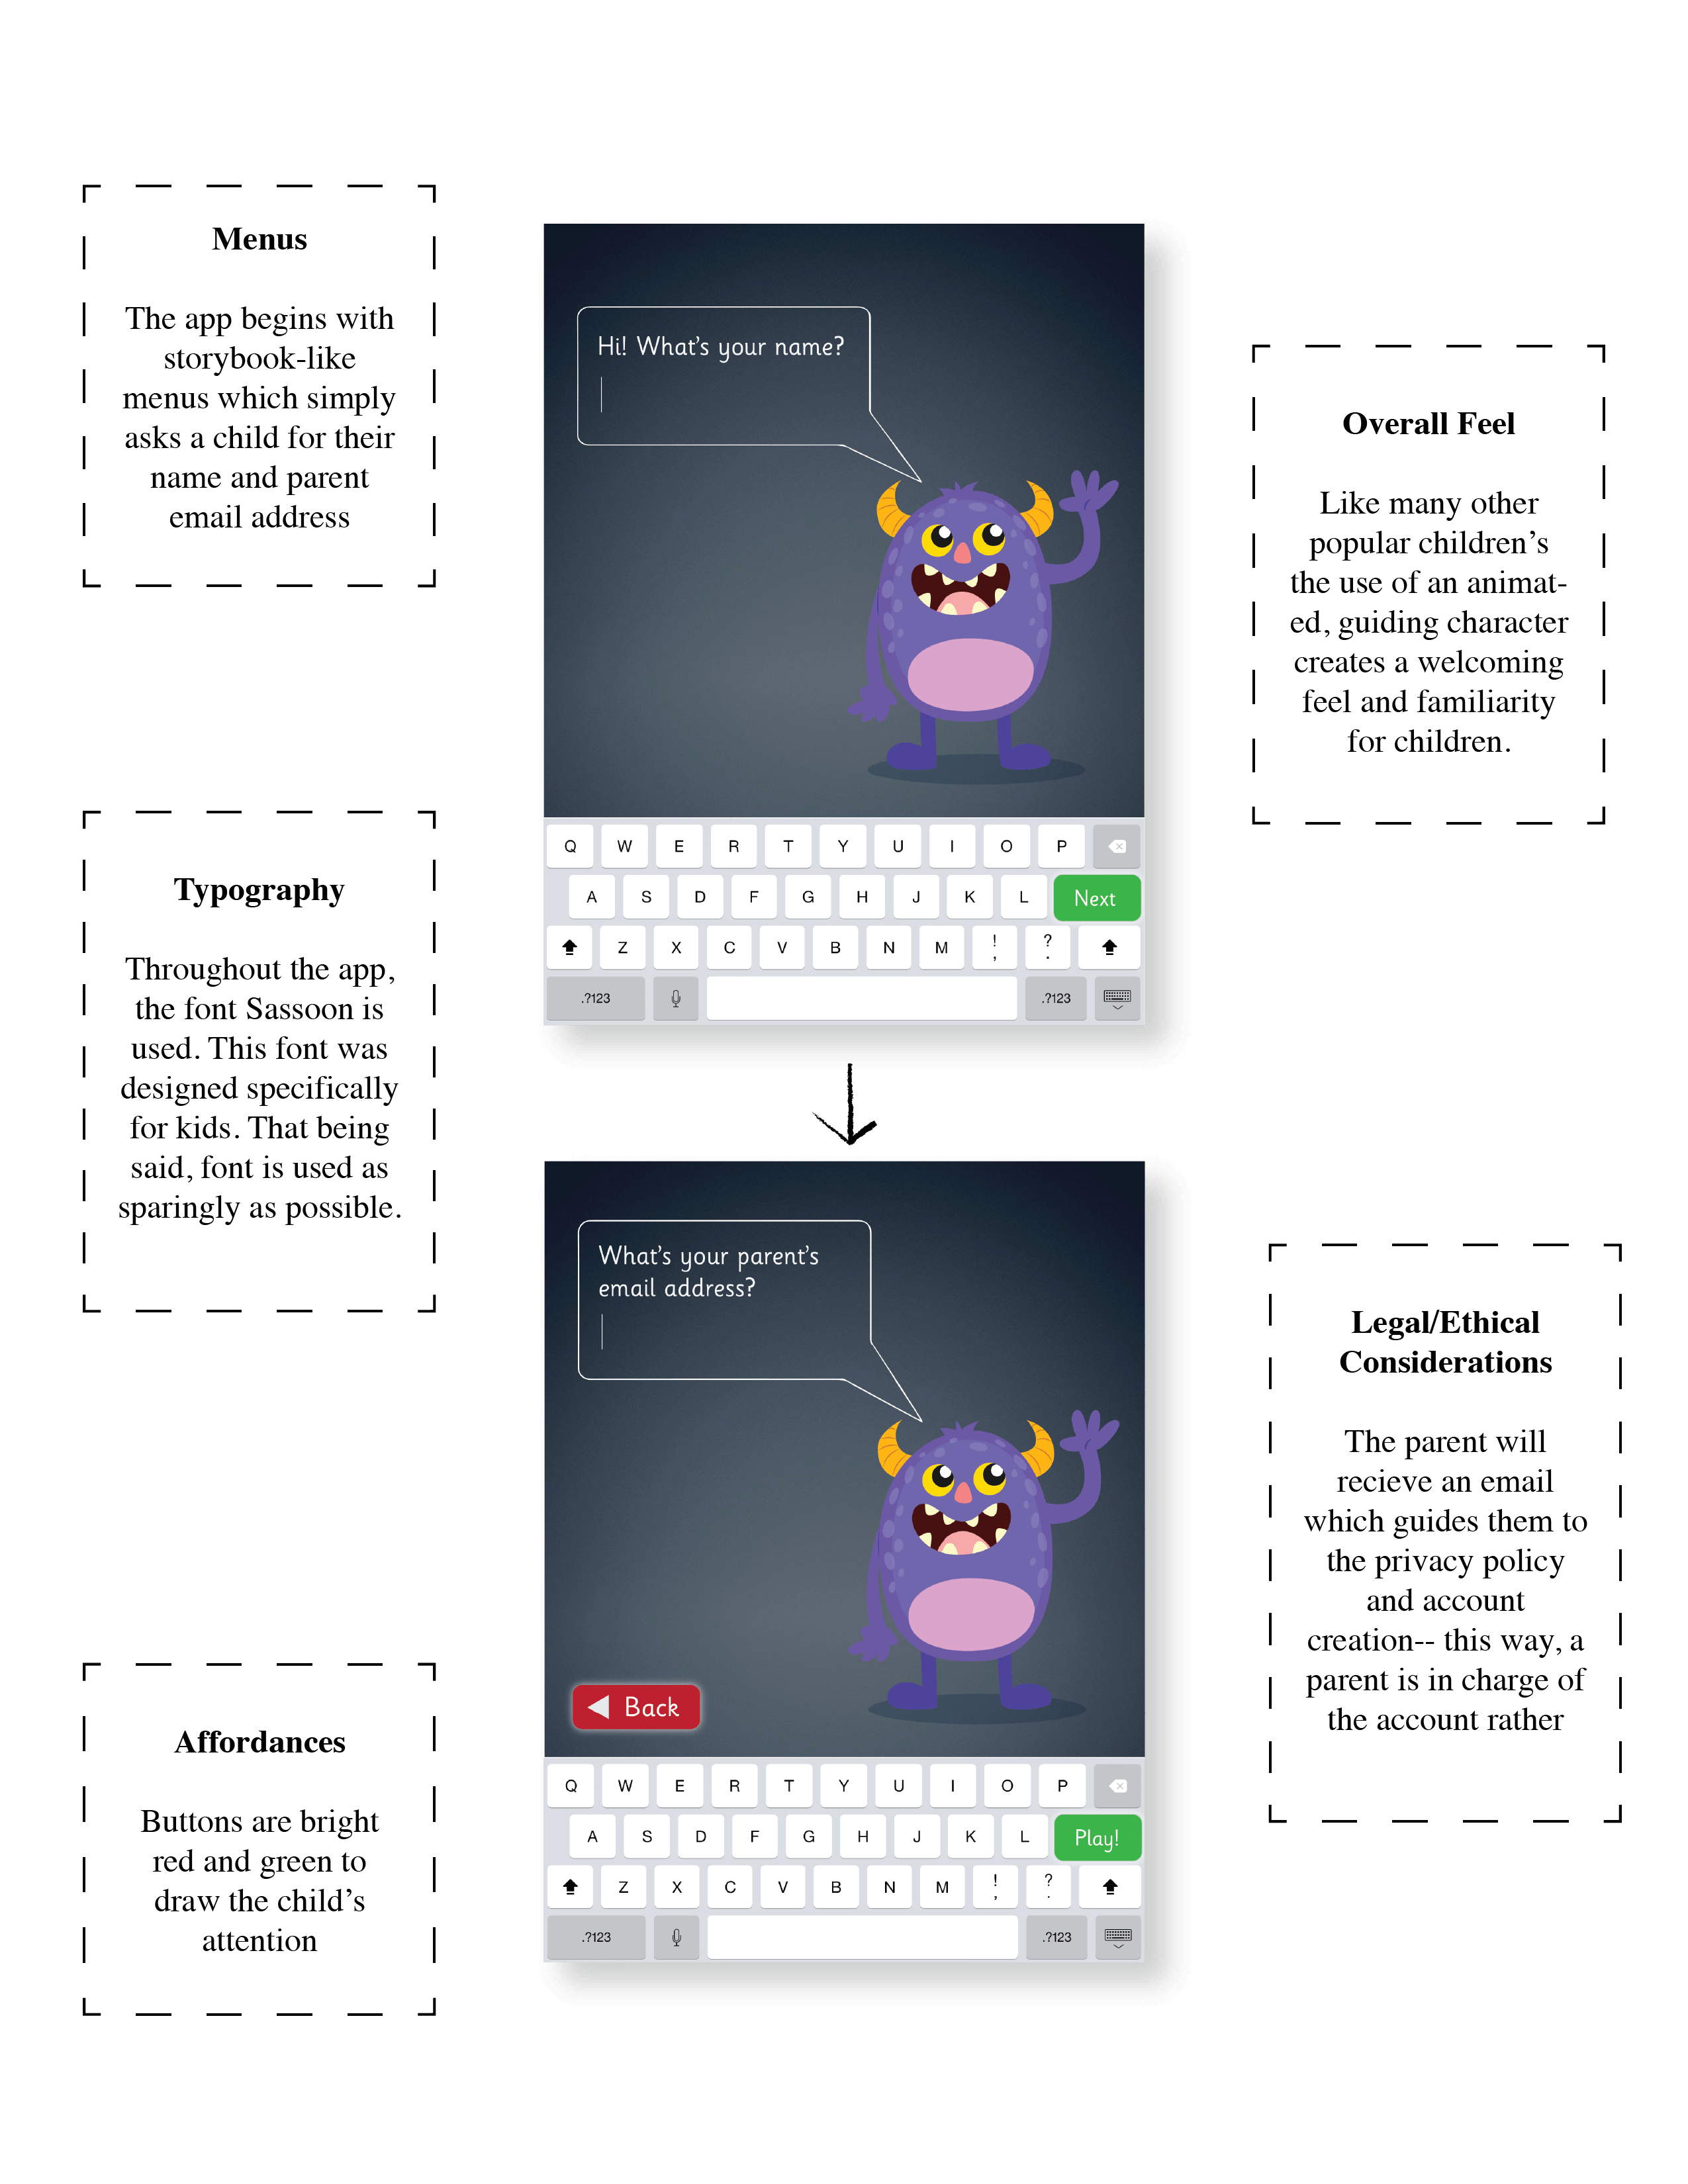 Menus
The app begins with
storybook-like
menus which simply
asks a child for their
name and parent
email address
Typography
Throughout the app,
the font Sassoon is
used. This font was
designed specifically
for kids. That being
said, font is used as
sparingly as possible.
Affordances
Buttons are bright
red and green to
draw the child's
attention
Hi! What's your name?
Q W E R T Y U I O P
A S D F G H J K L Next
Z X C V B N M ! , ? .
.?123 .?123
What's your parent's
email address?
Back
Q W E R T Y U I O P
A S D F G H J K L Play!
Z X C V B N M ! , ? .
.?123 .?123
Overall Feel
Like many other
popular children's
the use of an animat-
ed, guiding character
creates a welcoming
feel and familiarity
for children.
Legal/Ethical
Considerations
The parent will
recieve an email
which guides them to
the privacy policy
and account
creation-- this way, a
parent is in charge of
the account rather